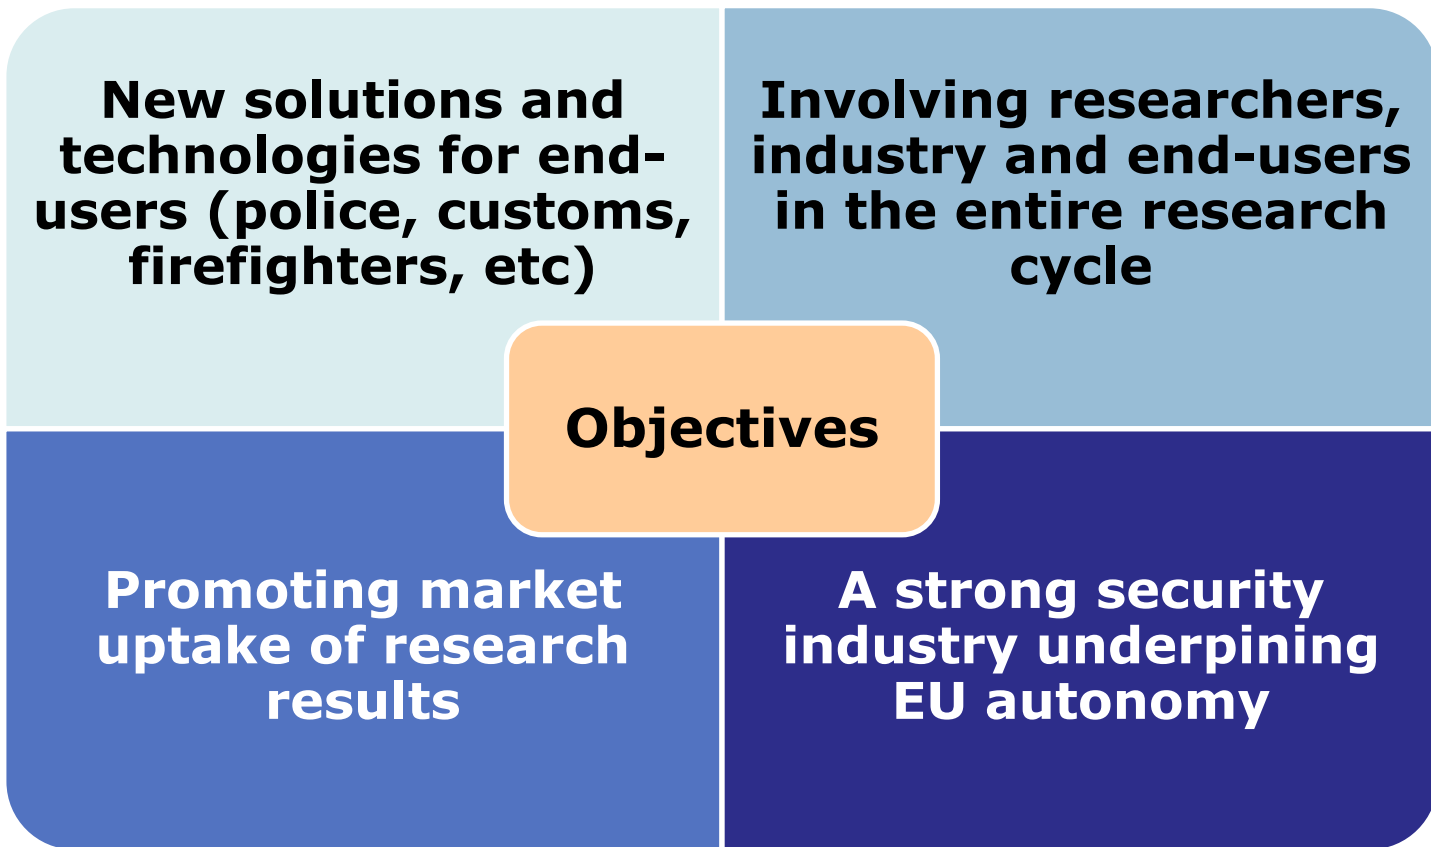 New solutions and
technologies for end-
users (police, customs,
firefighters, etc)
Involving researchers,
industry and end-users
in the entire research
cycle
Objectives
Promoting market
uptake of research
results
A strong security
industry underpining
EU autonomy